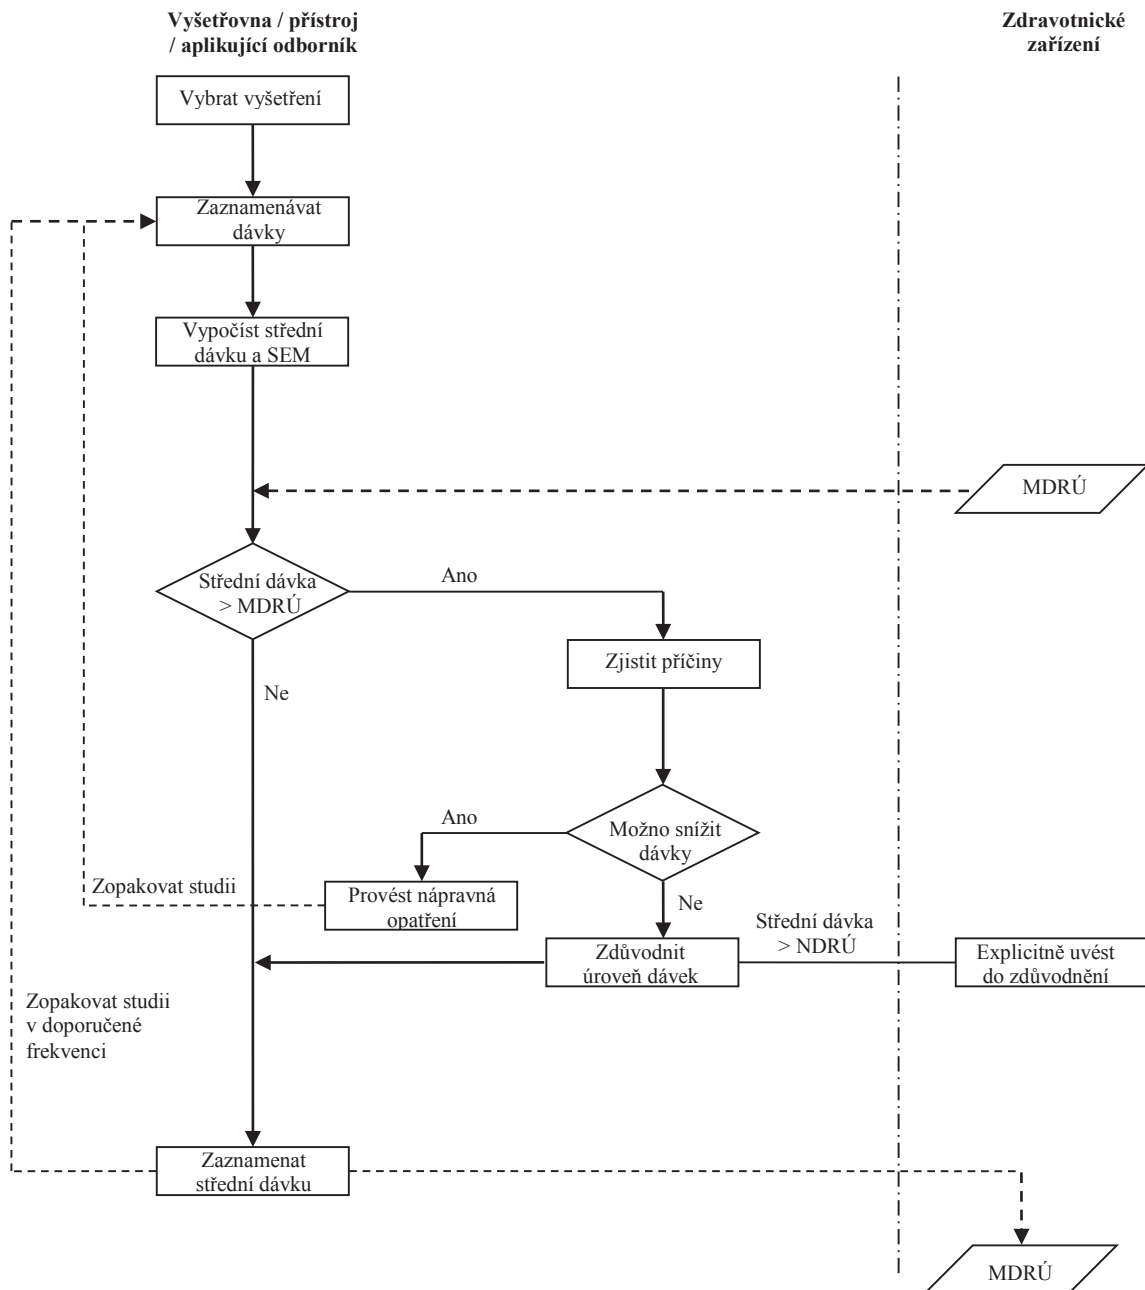 Vyšetřovna / přístroj
/ aplikující odborník
Zdravotnické
zařízení
Vybrat vyšetření
Zaznamenávat
dávky
Vypočíst střední
dávku a SEM
MDRÚ
Střední dávka
> MDRÚ
Ano
Zjistit příčiny
Ne
Ano
Možno snížit
dávky
Zopakovat studii
Provést nápravná
opatření
Ne
Střední dávka
> NDRÚ
Zdůvodnit
úroveň dávek
Explicitně uvést
do zdůvodnění
Zopakovat studii
v doporučené
frekvenci
Zaznamenat
střední dávku
MDRÚ